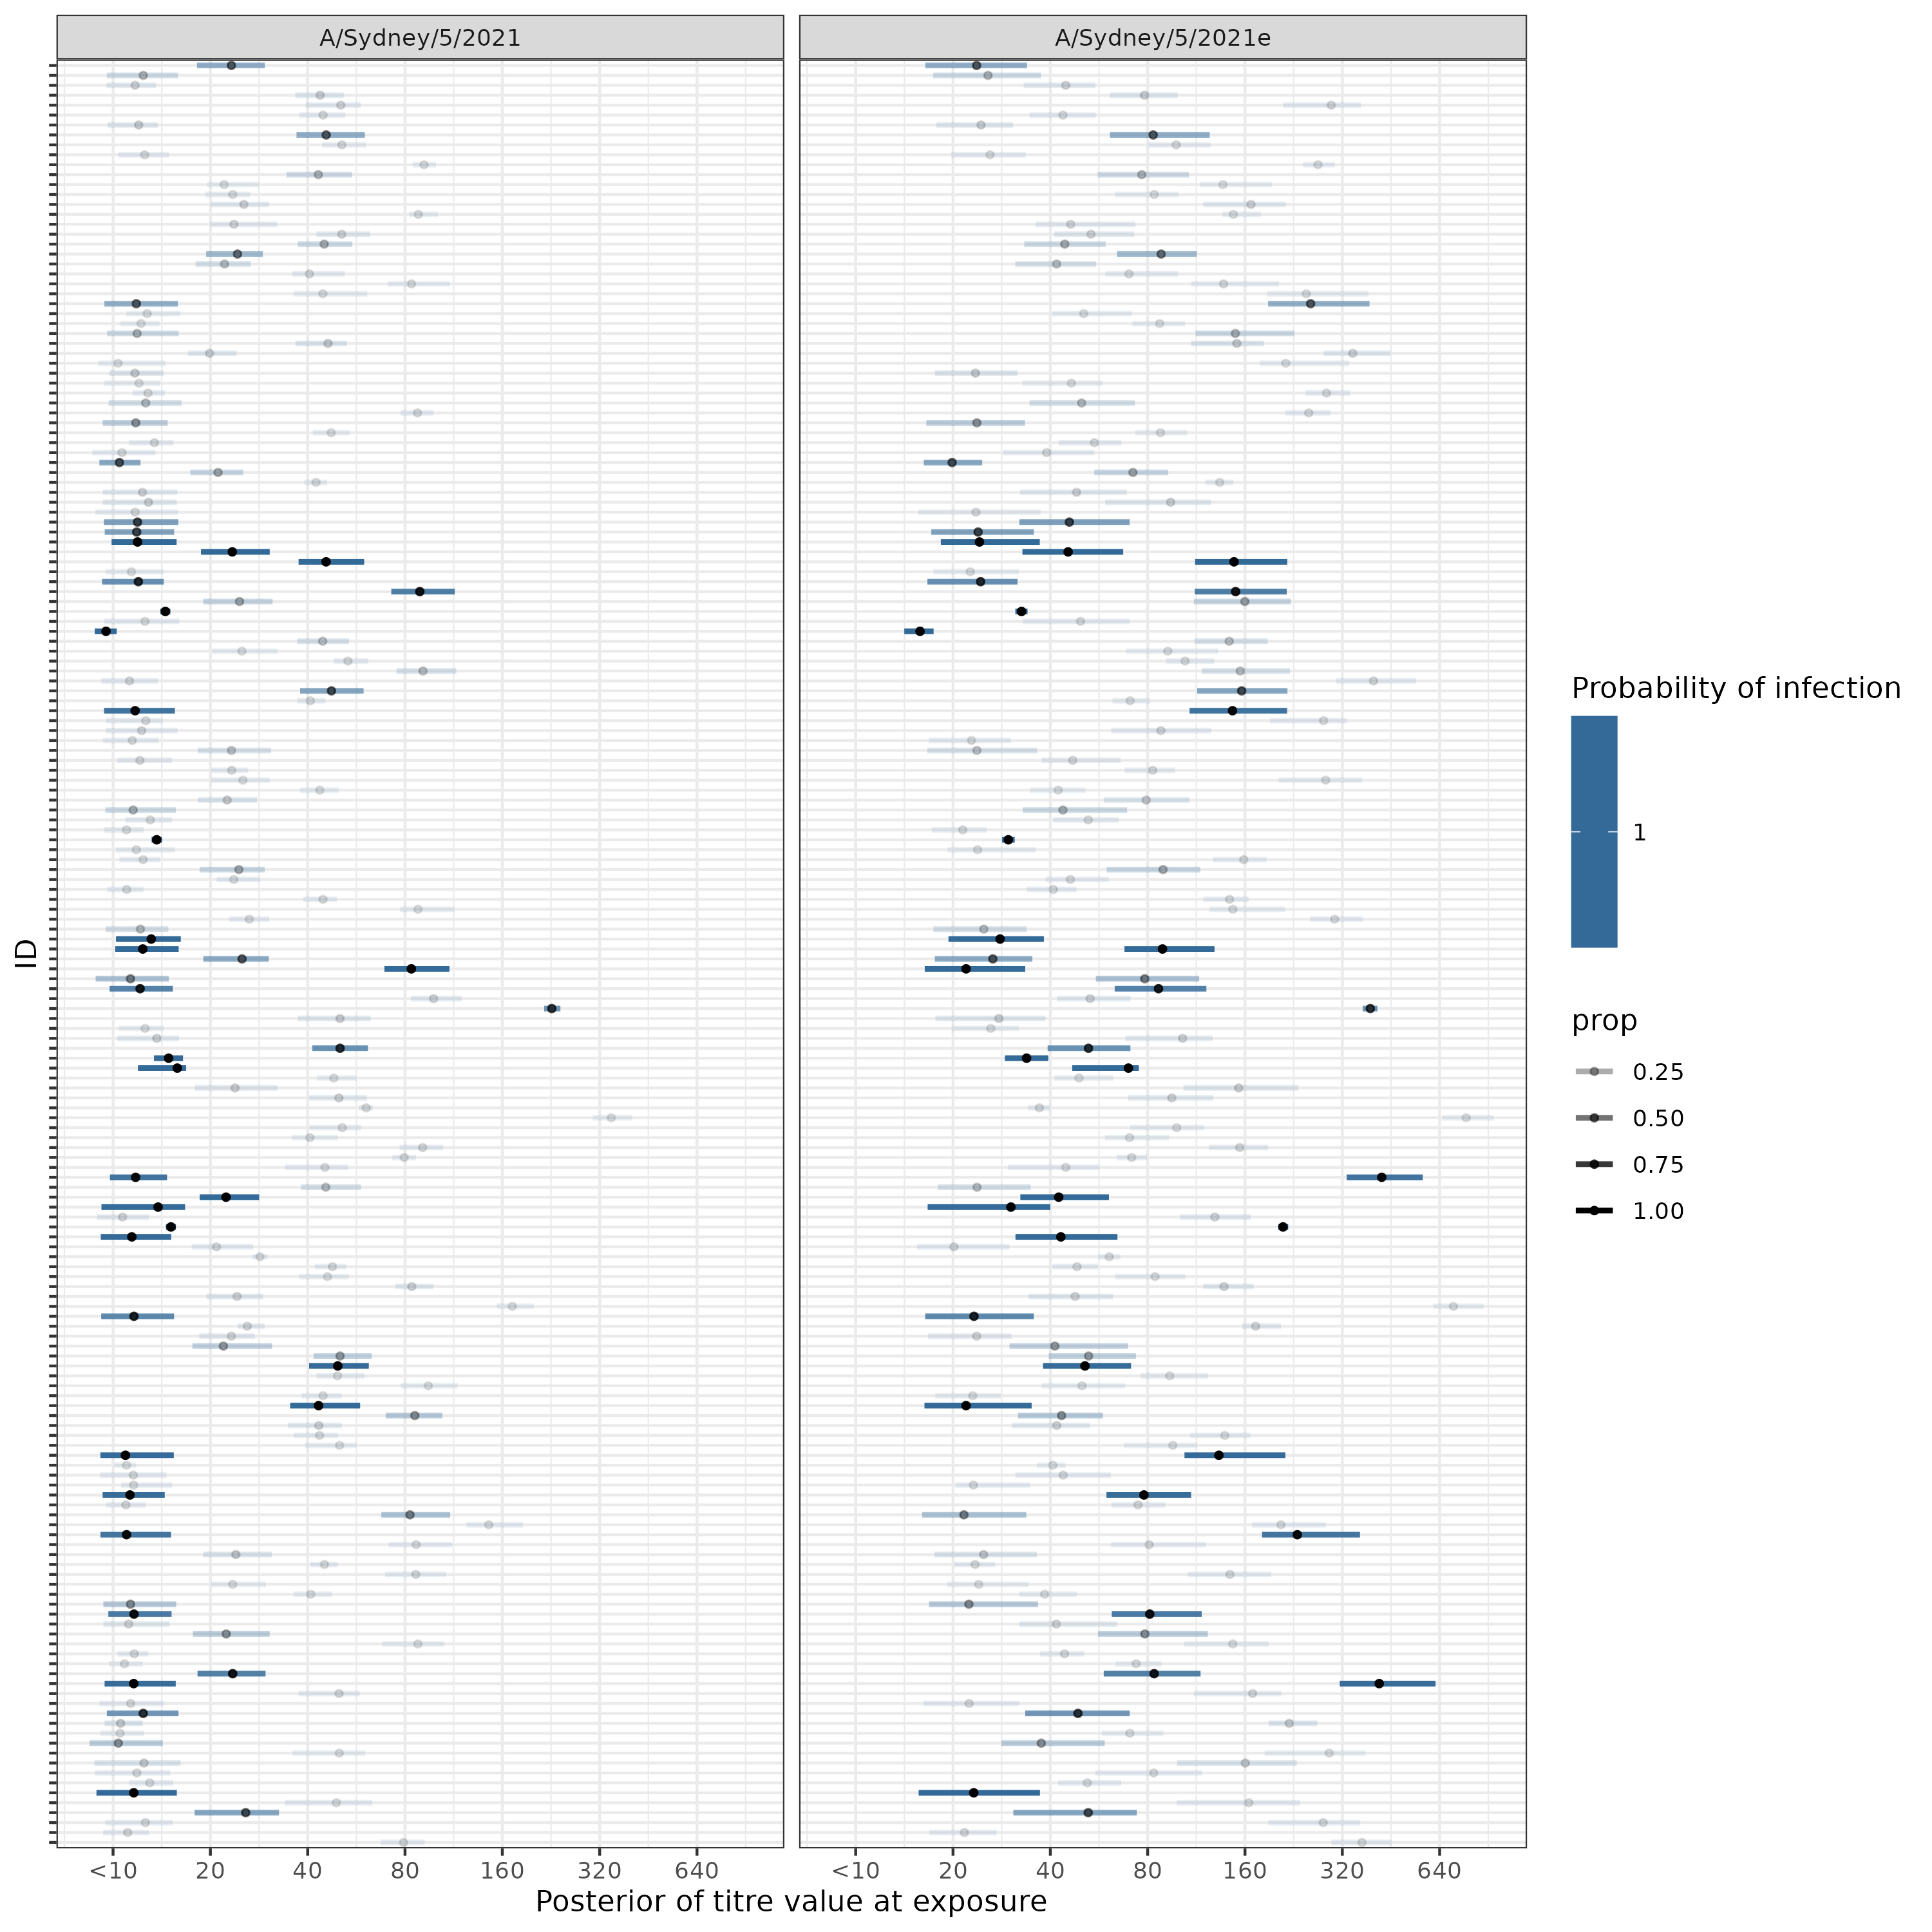 A/Sydney/5/2021
A/Sydney/5/2021e
ID
<10 20 40 80 160 320 640
<10 20 40 80 160 320 640
Posterior of titre value at exposure
Probability of infection
1
prop
0.25
0.50
0.75
1.00